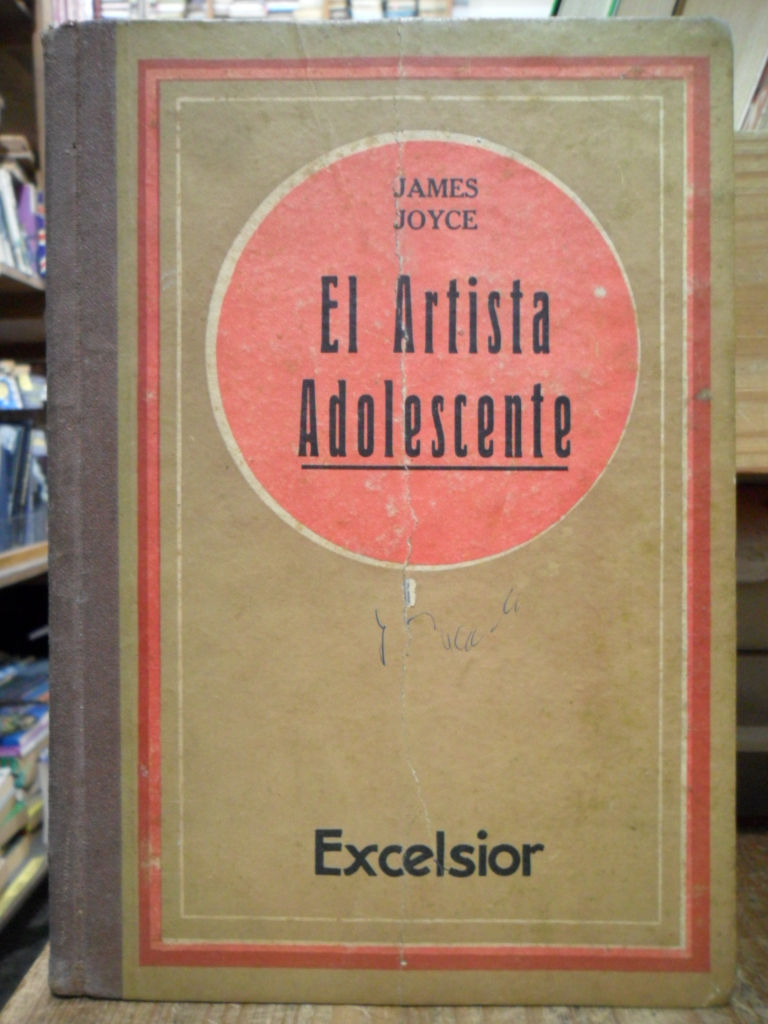 JAMES
JOYCE
El Artista
Adolescente
Excelsior